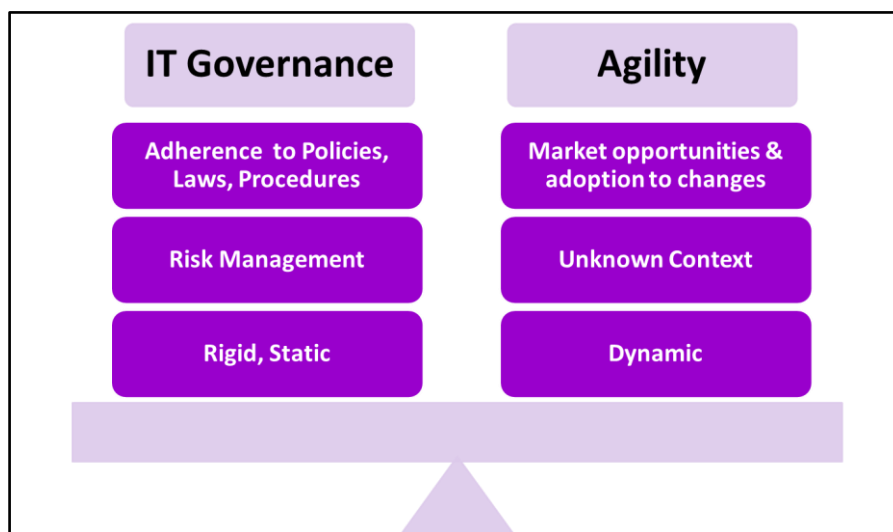 IT Governance
Adherence to Policies,
Laws, Procedures
Risk Management
Rigid, Static
Agility
Market opportunities &
adoption to changes
Unknown Context
Dynamic